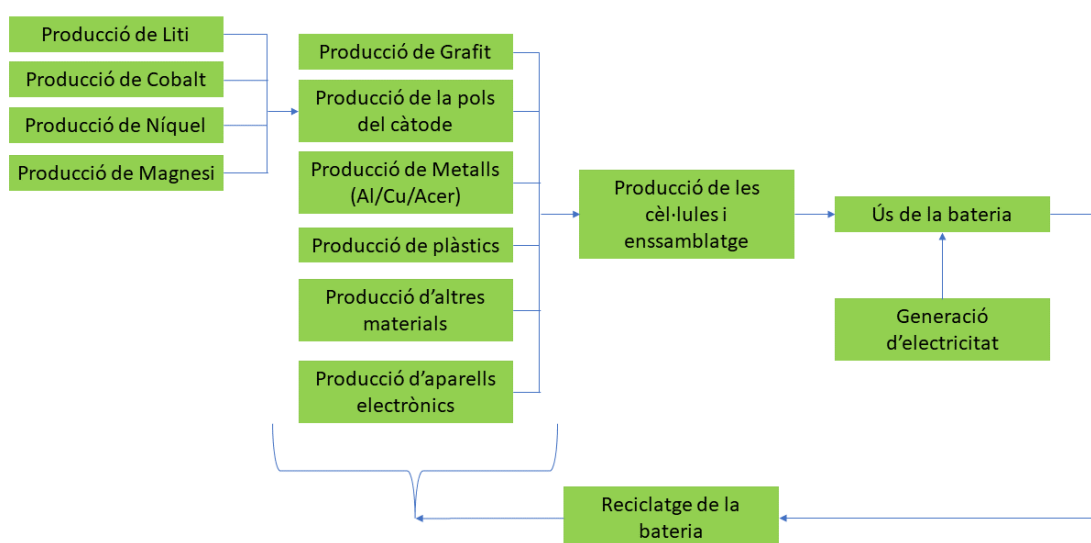 Producció de Liti
Producció de Cobalt
Producció de Níquel
Producció de Magnesi
Producció de Grafit
Producció de la pols
del càtode
Producció de Metalls
(Al/Cu/Acer)
Producció de plàstics
Producció d’altres
materials
Producció d’aparells
electrònics
Producció de les
cèl·lules i
enssamblatge
Ús de la bateria
Generació
d’electricitat
Reciclatge de la
bateria